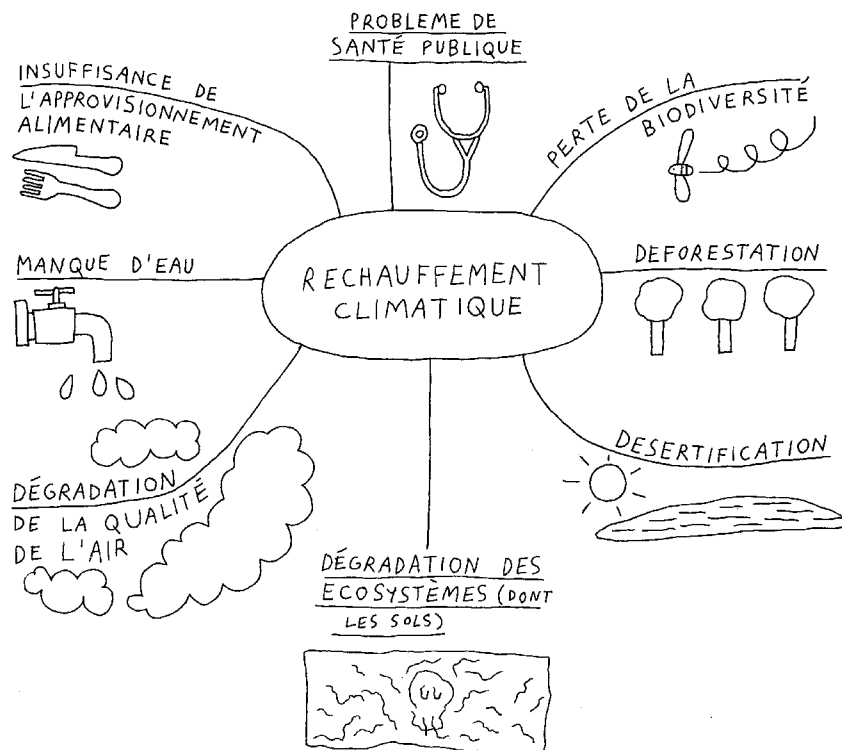 PROBLEME DE
SANTÉ PUBLIQUE
INSUFFISANCE DE
L'APPROVISIONNEMENT
ALIMENTAIRE
PERTE DE LA
BIODIVERSITÉ
MANQUE D'EAU
RECHAUFFEMENT
CLIMATIQUE
DEFORESTATION
DESERTIFICATION
DÉGRADATION
DE LA QUALITÉ
DE L'AIR
DÉGRADATION DES
ECOSYSTÈMES (DONT
LES SOLS)